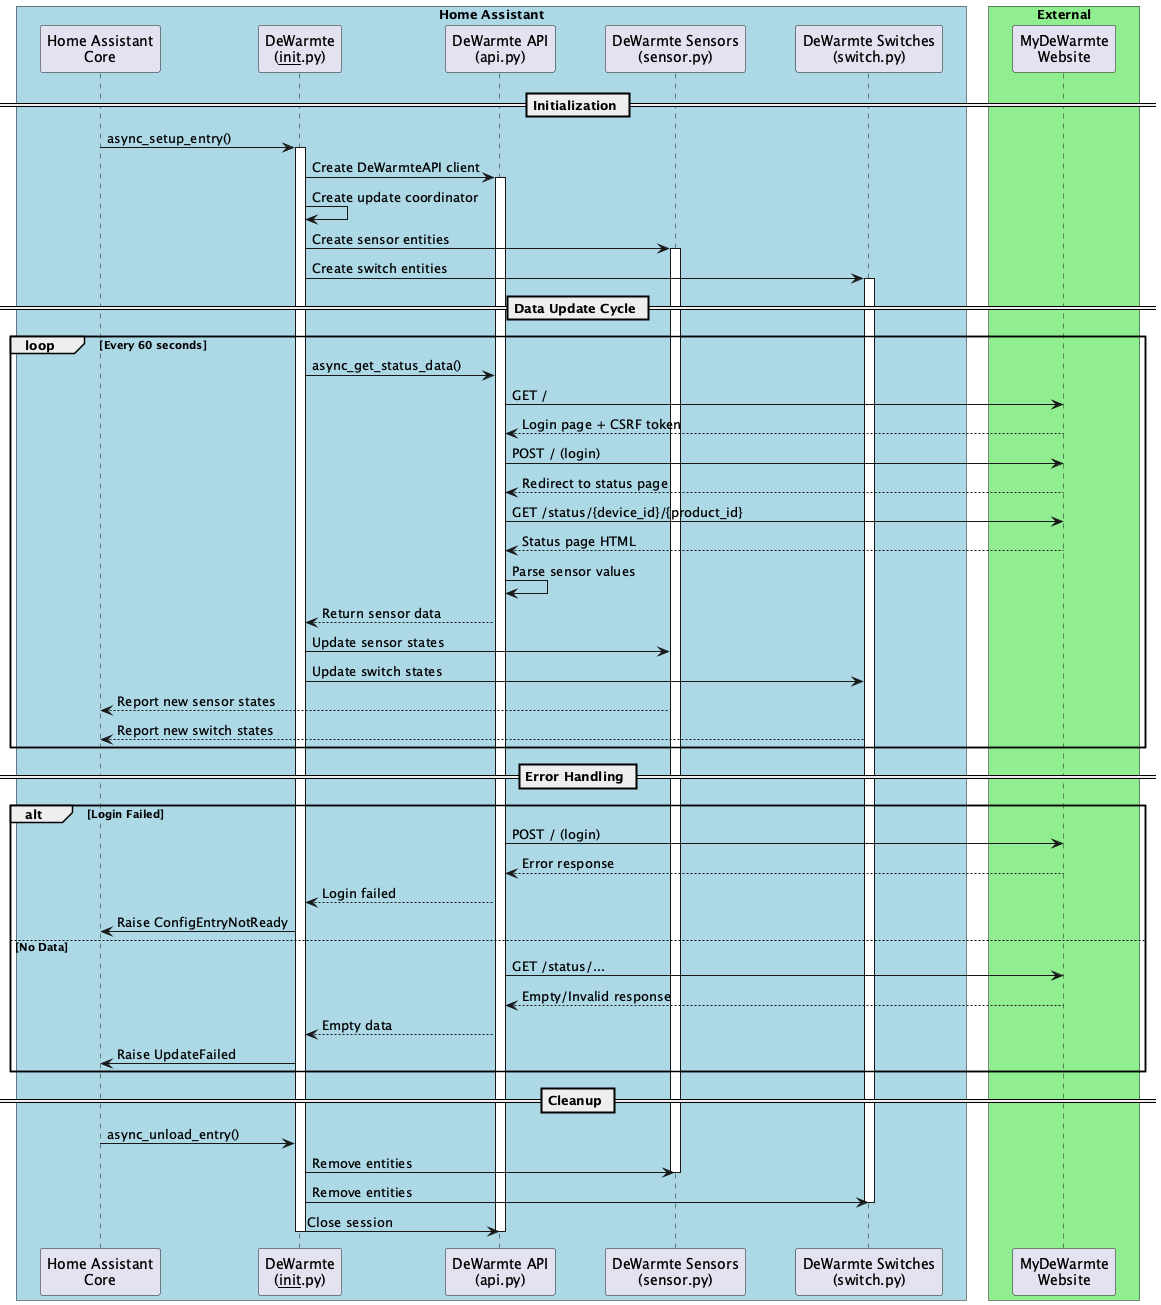 Home Assistant
External
Home Assistant
Core
DeWarmte
(init.py)
DeWarmte API
(api.py)
DeWarmte Sensors
(sensor.py)
DeWarmte Switches
(switch.py)
MyDeWarmte
Website
Initialization
async_setup_entry()
Create DeWarmteAPI client
Create update coordinator
Create sensor entities
Create switch entities
Data Update Cycle
loop [Every 60 seconds]
async_get_status_data()
GET /
Login page + CSRF token
POST / (login)
Redirect to status page
GET /status/{device_id}/{product_id}
Status page HTML
Parse sensor values
Return sensor data
Update sensor states
Update switch states
Report new sensor states
Report new switch states
Error Handling
alt [Login Failed]
POST / (login)
Error response
Login failed
Raise ConfigEntryNotReady
[No Data]
GET /status/...
Empty/Invalid response
Empty data
Raise UpdateFailed
Cleanup
async_unload_entry()
Remove entities
Remove entities
Close session
Home Assistant
Core
DeWarmte
(init.py)
DeWarmte API
(api.py)
DeWarmte Sensors
(sensor.py)
DeWarmte Switches
(switch.py)
MyDeWarmte
Website